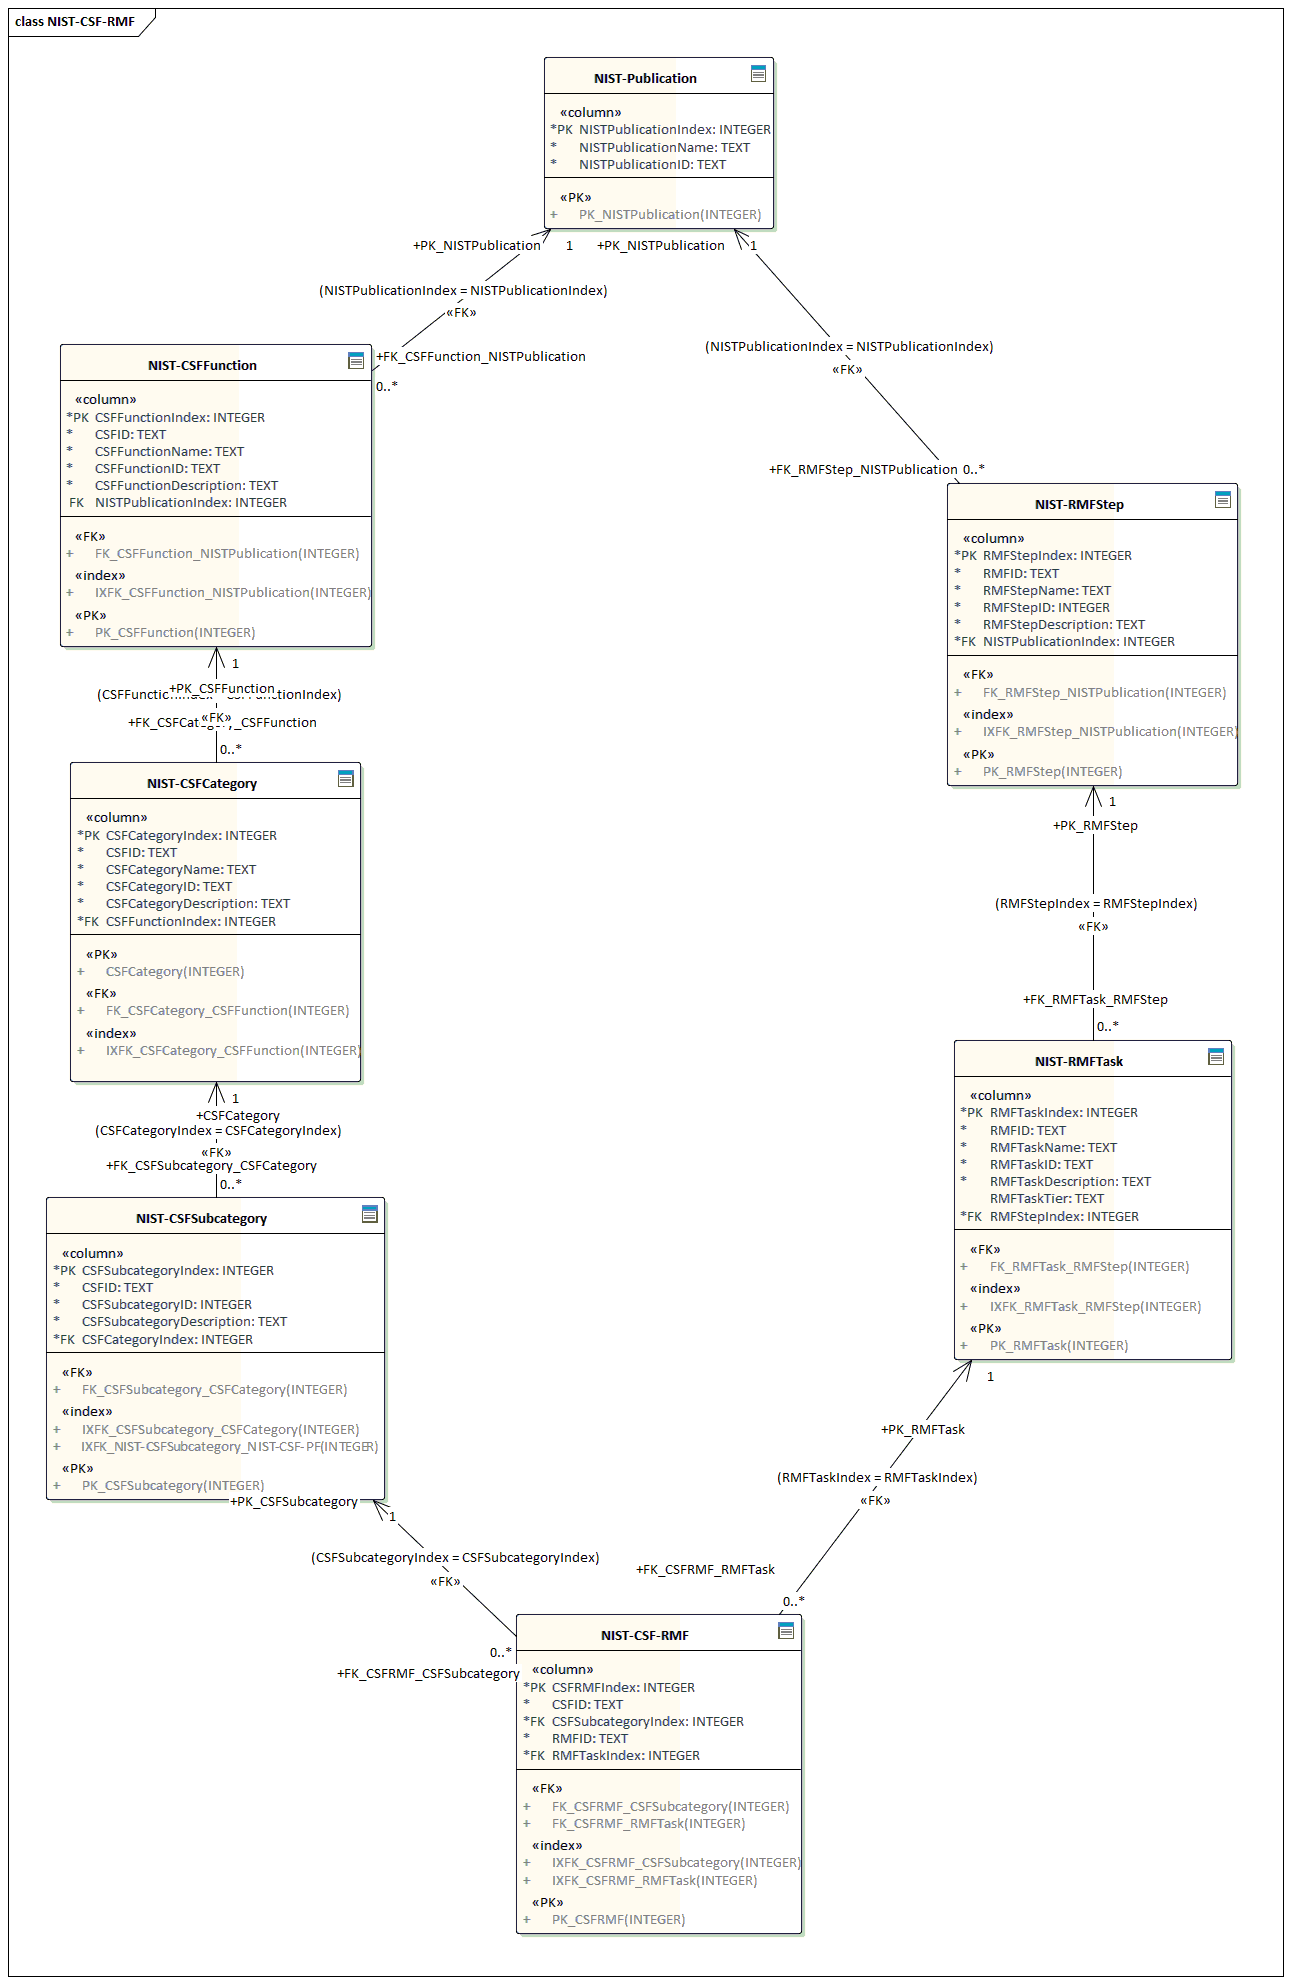 class NIST-CSF-RMF
NIST-Publication
«column»
*PK NISTPublicationIndex: INTEGER
* NISTPublicationName: TEXT
* NISTPublicationID: TEXT
«PK»
+ PK_NISTPublication(INTEGER)
+PK_NISTPublication 1
+PK_NISTPublication 1
(NISTPublicationIndex = NISTPublicationIndex)
«FK»
+FK_CSFFunction_NISTPublication
0..*
(NISTPublicationIndex = NISTPublicationIndex)
«FK»
+FK_RMFStep_NISTPublication 0..*
NIST-CSFFunction
«column»
*PK CSFFunctionIndex: INTEGER
* CSFID: TEXT
* CSFFunctionName: TEXT
* CSFFunctionID: TEXT
* CSFFunctionDescription: TEXT
FK NISTPublicationIndex: INTEGER
«FK»
+ FK_CSFFunction_NISTPublication(INTEGER)
«index»
+ IXFK_CSFFunction_NISTPublication(INTEGER)
«PK»
+ PK_CSFFunction(INTEGER)
NIST-RMFStep
«column»
*PK RMFStepIndex: INTEGER
* RMFID: TEXT
* RMFStepName: TEXT
* RMFStepID: INTEGER
* RMFStepDescription: TEXT
*FK NISTPublicationIndex: INTEGER
«FK»
+ FK_RMFStep_NISTPublication(INTEGER)
«index»
+ IXFK_RMFStep_NISTPublication(INTEGER)
«PK»
+ PK_RMFStep(INTEGER)
1
+PK_CSFFunction
«FK»
0..*
NIST-CSFCategory
«column»
*PK CSFCategoryIndex: INTEGER
* CSFID: TEXT
* CSFCategoryName: TEXT
* CSFCategoryID: TEXT
* CSFCategoryDescription: TEXT
*FK CSFFunctionIndex: INTEGER
«PK»
+ CSFCategory(INTEGER)
«FK»
+ FK_CSFCategory_CSFFunction(INTEGER)
«index»
+ IXFK_CSFCategory_CSFFunction(INTEGER)
1
+PK_RMFStep
(RMFStepIndex = RMFStepIndex)
«FK»
+FK_RMFTask_RMFStep
0..*
1
+CSFCategory
(CSFCategoryIndex = CSFCategoryIndex)
«FK»
+FK_CSFSubcategory_CSFCategory
0..*
NIST-RMFTask
«column»
*PK RMFTaskIndex: INTEGER
* RMFID: TEXT
* RMFTaskName: TEXT
* RMFTaskID: TEXT
* RMFTaskDescription: TEXT
RMFTaskTier: TEXT
*FK RMFStepIndex: INTEGER
«FK»
+ FK_RMFTask_RMFStep(INTEGER)
«index»
+ IXFK_RMFTask_RMFStep(INTEGER)
«PK»
+ PK_RMFTask(INTEGER)
NIST-CSFSubcategory
«column»
*PK CSFSubcategoryIndex: INTEGER
* CSFID: TEXT
* CSFSubcategoryID: INTEGER
* CSFSubcategoryDescription: TEXT
*FK CSFCategoryIndex: INTEGER
«FK»
+ FK_CSFSubcategory_CSFCategory(INTEGER)
«index»
+ IXFK_CSFSubcategory_CSFCategory(INTEGER)
+ IXFK_NIST-CSFSubcategory_NIST-CSF-PF(INTEGER)
«PK»
+ PK_CSFSubcategory(INTEGER)
+PK_CSFSubcategory
1
(CSFSubcategoryIndex = CSFSubcategoryIndex)
«FK»
0..*
+FK_CSFRMF_CSFSubcategory
1
+PK_RMFTask
(RMFTaskIndex = RMFTaskIndex)
«FK»
+FK_CSFRMF_RMFTask
0..*
NIST-CSF-RMF
«column»
*PK CSFRMFIndex: INTEGER
* CSFID: TEXT
*FK CSFSubcategoryIndex: INTEGER
* RMFID: TEXT
*FK RMFTaskIndex: INTEGER
«FK»
+ FK_CSFRMF_CSFSubcategory(INTEGER)
+ FK_CSFRMF_RMFTask(INTEGER)
«index»
+ IXFK_CSFRMF_CSFSubcategory(INTEGER)
+ IXFK_CSFRMF_RMFTask(INTEGER)
«PK»
+ PK_CSFRMF(INTEGER)